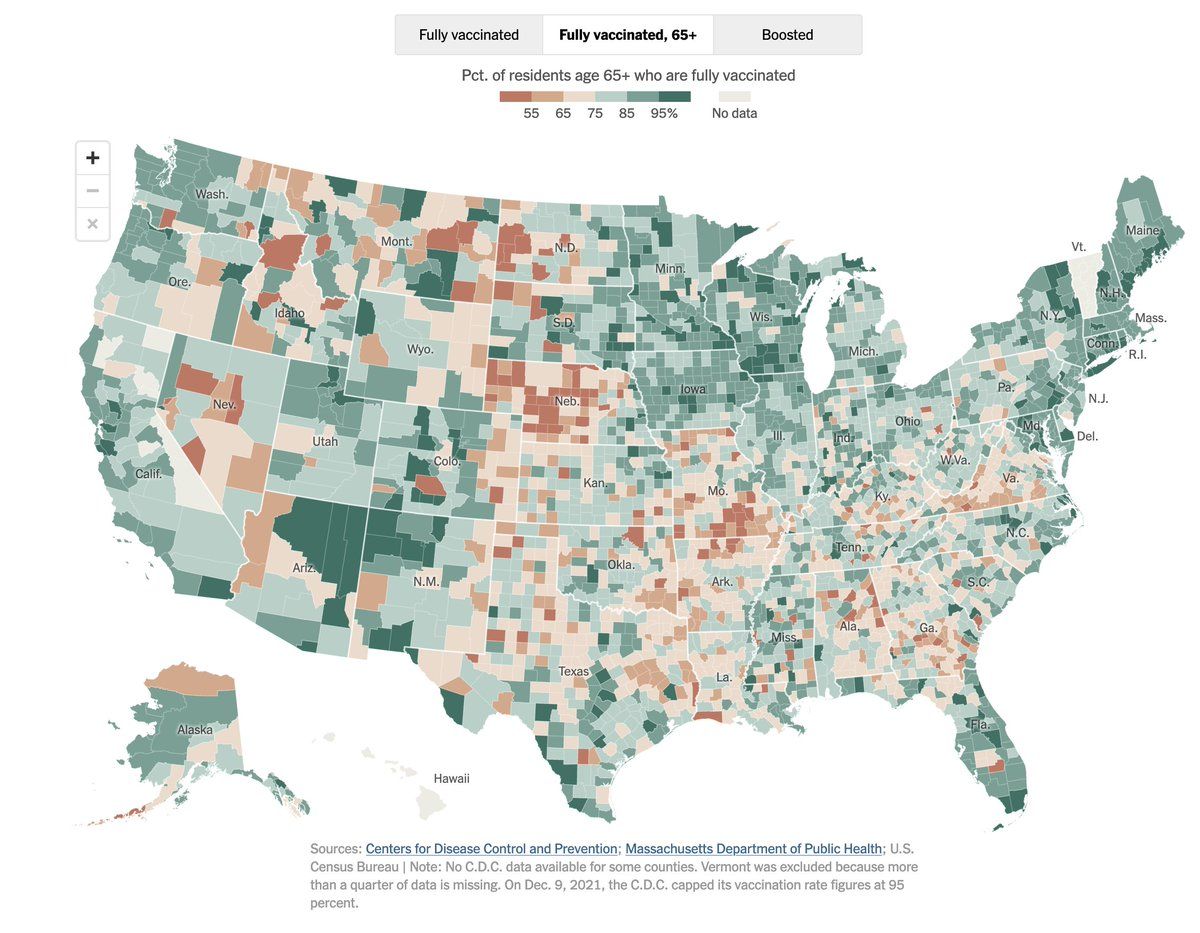 Fully vaccinated
Fully vaccinated, 65+
Boosted
Pct. of residents age 65+ who are fully vaccinated
55 65 75 85 95% No data
+
−
×
Wash.
Mont.
N.D.
Minn.
Vt.
Maine
Ore.
Idaho
S.D.
Wis.
N.Y.
N.H.
Mass.
Wyo.
Mich.
Conn.
R.I.
Nev.
Neb.
Iowa
Pa.
N.J.
Utah
Colo.
Ill.
Ind.
Ohio
Md.
Del.
Calif.
Kan.
Mo.
W.Va.
Ky.
Va.
Ariz.
N.M.
Okla.
Ark.
Tenn.
N.C.
S.C.
Miss.
Ala.
Ga.
Texas
La.
Fla.
Alaska
Hawaii
Sources: Centers for Disease Control and Prevention; Massachusetts Department of Public Health; U.S.
Census Bureau | Note: No C.D.C. data available for some counties. Vermont was excluded because more
than a quarter of data is missing. On Dec. 9, 2021, the C.D.C. capped its vaccination rate figures at 95
percent.